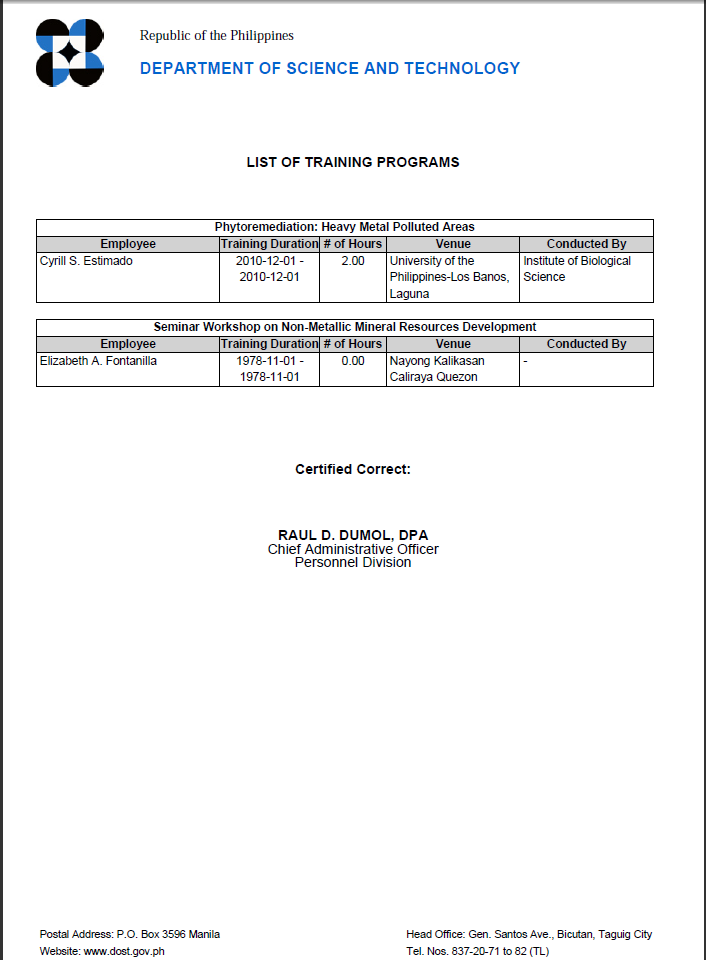 Republic of the Philippines
DEPARTMENT OF SCIENCE AND TECHNOLOGY
LIST OF TRAINING PROGRAMS
Phytoremediation: Heavy Metal Polluted Areas
Employee Training Duration # of Hours Venue Conducted By
Cyrill S. Estimado 2010-12-01 - 2.00 University of the Institute of Biological
2010-12-01 Philippines-Los Banos, Science
Laguna
Seminar Workshop on Non-Metallic Mineral Resources Development
Employee Training Duration # of Hours Venue Conducted By
Elizabeth A. Fontanilla 1978-11-01 - 0.00 Nayong Kalikasan -
1978-11-01 Caliraya Quezon
Certified Correct:
RAUL D. DUMOL, DPA
Chief Administrative Officer
Personnel Division
Postal Address: P.O. Box 3596 Manila Head Office: Gen. Santos Ave., Bicutan, Taguig City
Website: www.dost.gov.ph Tel. Nos. 837-20-71 to 82 (TL)